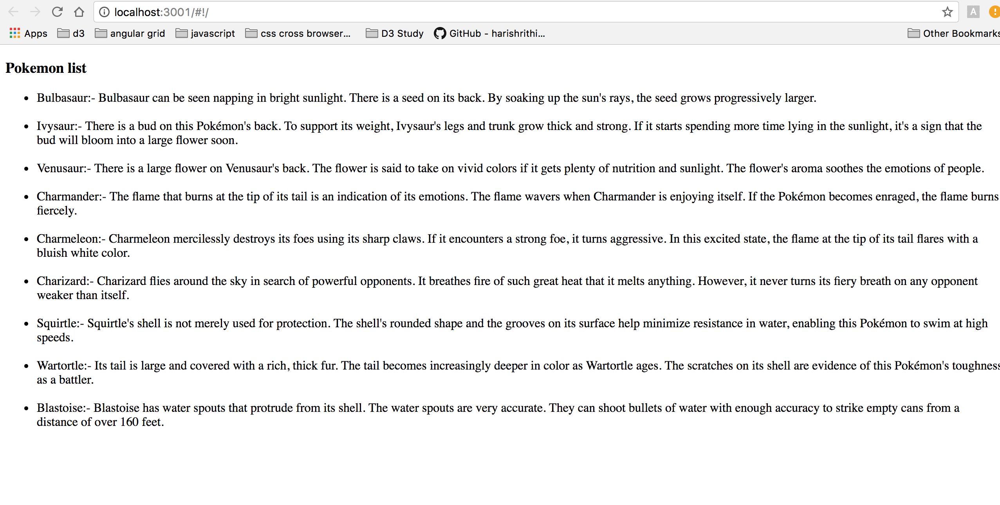 localhost:3001/#!/
A
!
Apps d3 angular grid javascript css cross browser... D3 Study GitHub - harishrithi... Other Bookmarks
Pokemon list
• Bulbasaur:- Bulbasaur can be seen napping in bright sunlight. There is a seed on its back. By soaking up the sun's rays, the seed grows progressively larger.
• Ivysaur:- There is a bud on this Pokémon's back. To support its weight, Ivysaur's legs and trunk grow thick and strong. If it starts spending more time lying in the sunlight, it's a sign that the
bud will bloom into a large flower soon.
• Venusaur:- There is a large flower on Venusaur's back. The flower is said to take on vivid colors if it gets plenty of nutrition and sunlight. The flower's aroma soothes the emotions of people.
• Charmander:- The flame that burns at the tip of its tail is an indication of its emotions. The flame wavers when Charmander is enjoying itself. If the Pokémon becomes enraged, the flame burns
fiercely.
• Charmeleon:- Charmeleon mercilessly destroys its foes using its sharp claws. If it encounters a strong foe, it turns aggressive. In this excited state, the flame at the tip of its tail flares with a
bluish white color.
• Charizard:- Charizard flies around the sky in search of powerful opponents. It breathes fire of such great heat that it melts anything. However, it never turns its fiery breath on any opponent
weaker than itself.
• Squirtle:- Squirtle's shell is not merely used for protection. The shell's rounded shape and the grooves on its surface help minimize resistance in water, enabling this Pokémon to swim at high
speeds.
• Wartortle:- Its tail is large and covered with a rich, thick fur. The tail becomes increasingly deeper in color as Wartortle ages. The scratches on its shell are evidence of this Pokémon's toughness
as a battler.
• Blastoise:- Blastoise has water spouts that protrude from its shell. The water spouts are very accurate. They can shoot bullets of water with enough accuracy to strike empty cans from a
distance of over 160 feet.